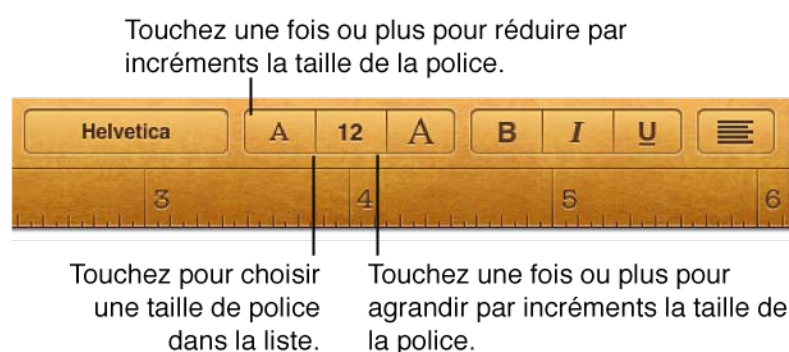 Touchez une fois ou plus pour réduire par
incréments la taille de la police.
Helvetica A 12 A B I U
3 4 5 6
Touchez pour choisir
une taille de police
dans la liste.
Touchez une fois ou plus pour
agrandir par incréments la taille de
la police.